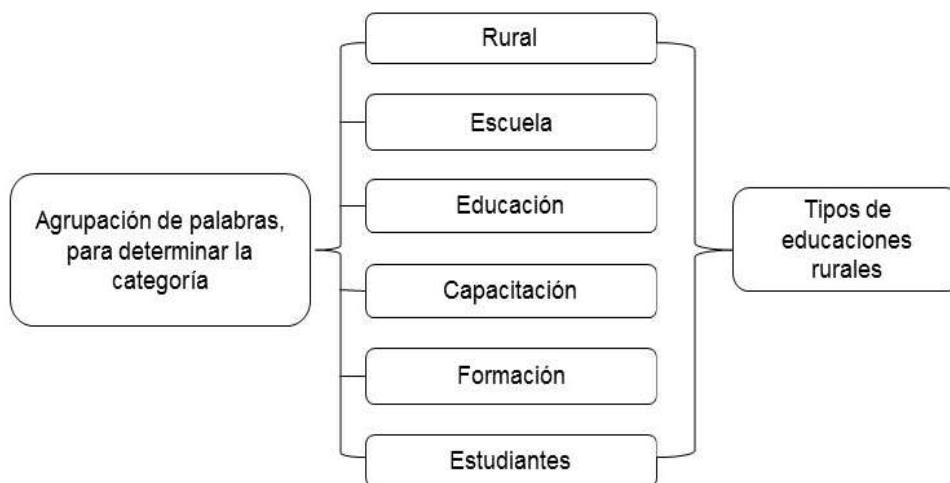 Agrupación de palabras,
para determinar la
categoría
Rural
Escuela
Educación
Capacitación
Formación
Estudiantes
Tipos de
educaciones
rurales